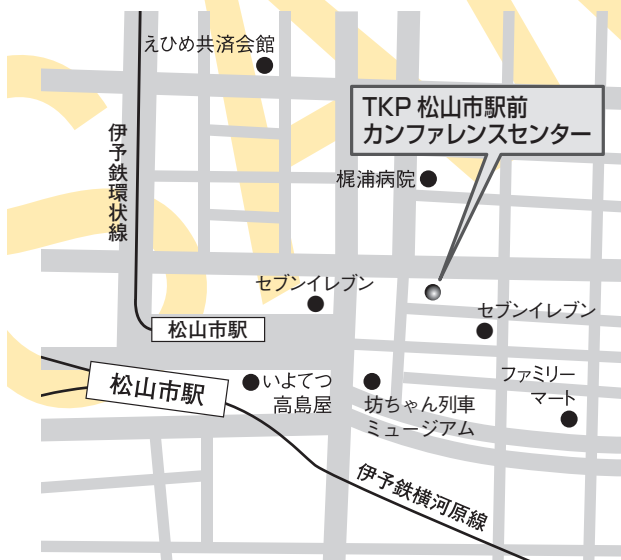 えひめ共済会館
TKP 松山市駅前
カンファレンスセンター
伊予鉄環状線
梶浦病院
セブンイレブン
セブンイレブン
松山市駅
松山市駅
いよてつ
高島屋
坊ちゃん列車
ミュージアム
ファミリー
マート
伊予鉄横河原線